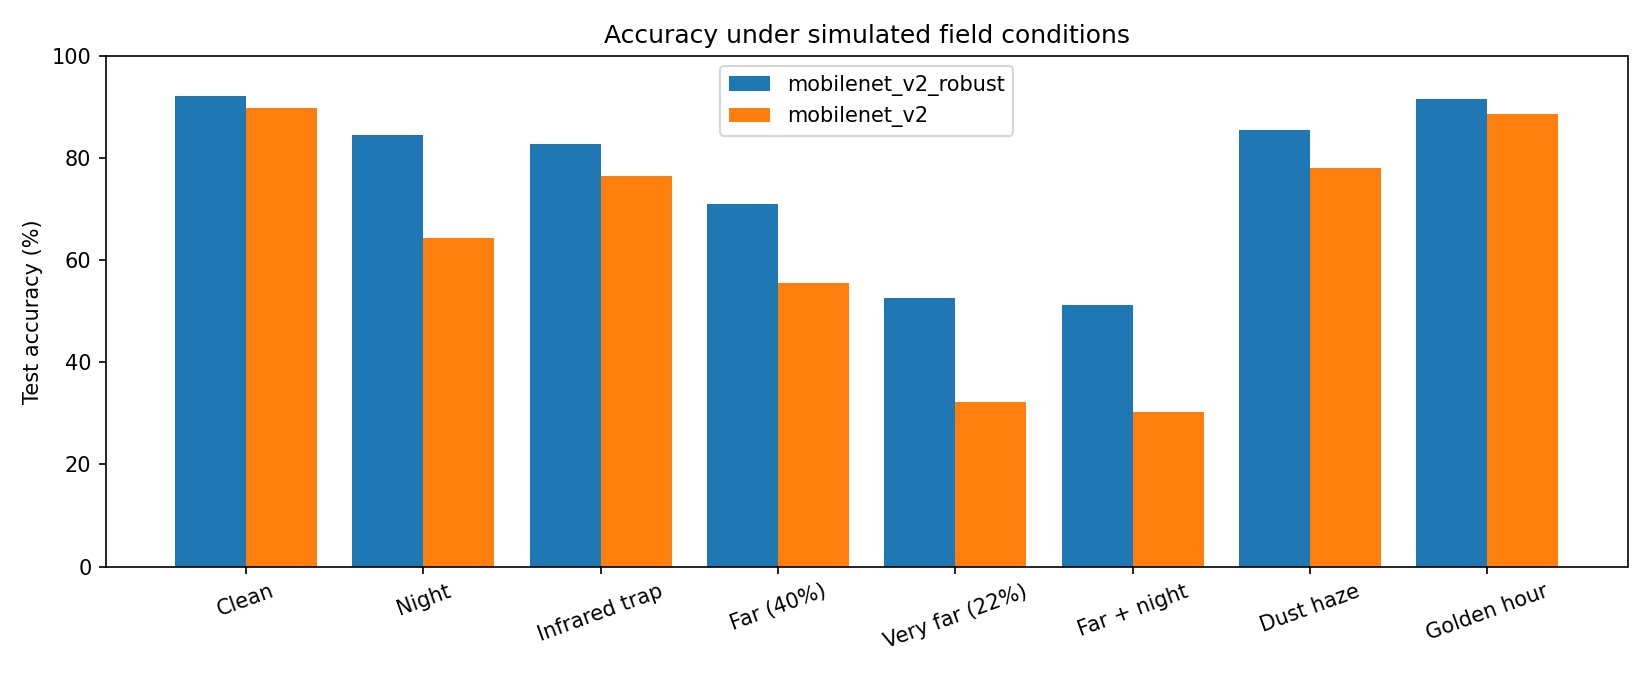 Accuracy under simulated field conditions
mobilenet_v2_robust
mobilenet_v2
Test accuracy (%)
100
80
60
40
20
0
Clean
Night
Infrared trap
Far (40%)
Very far (22%)
Far + night
Dust haze
Golden hour